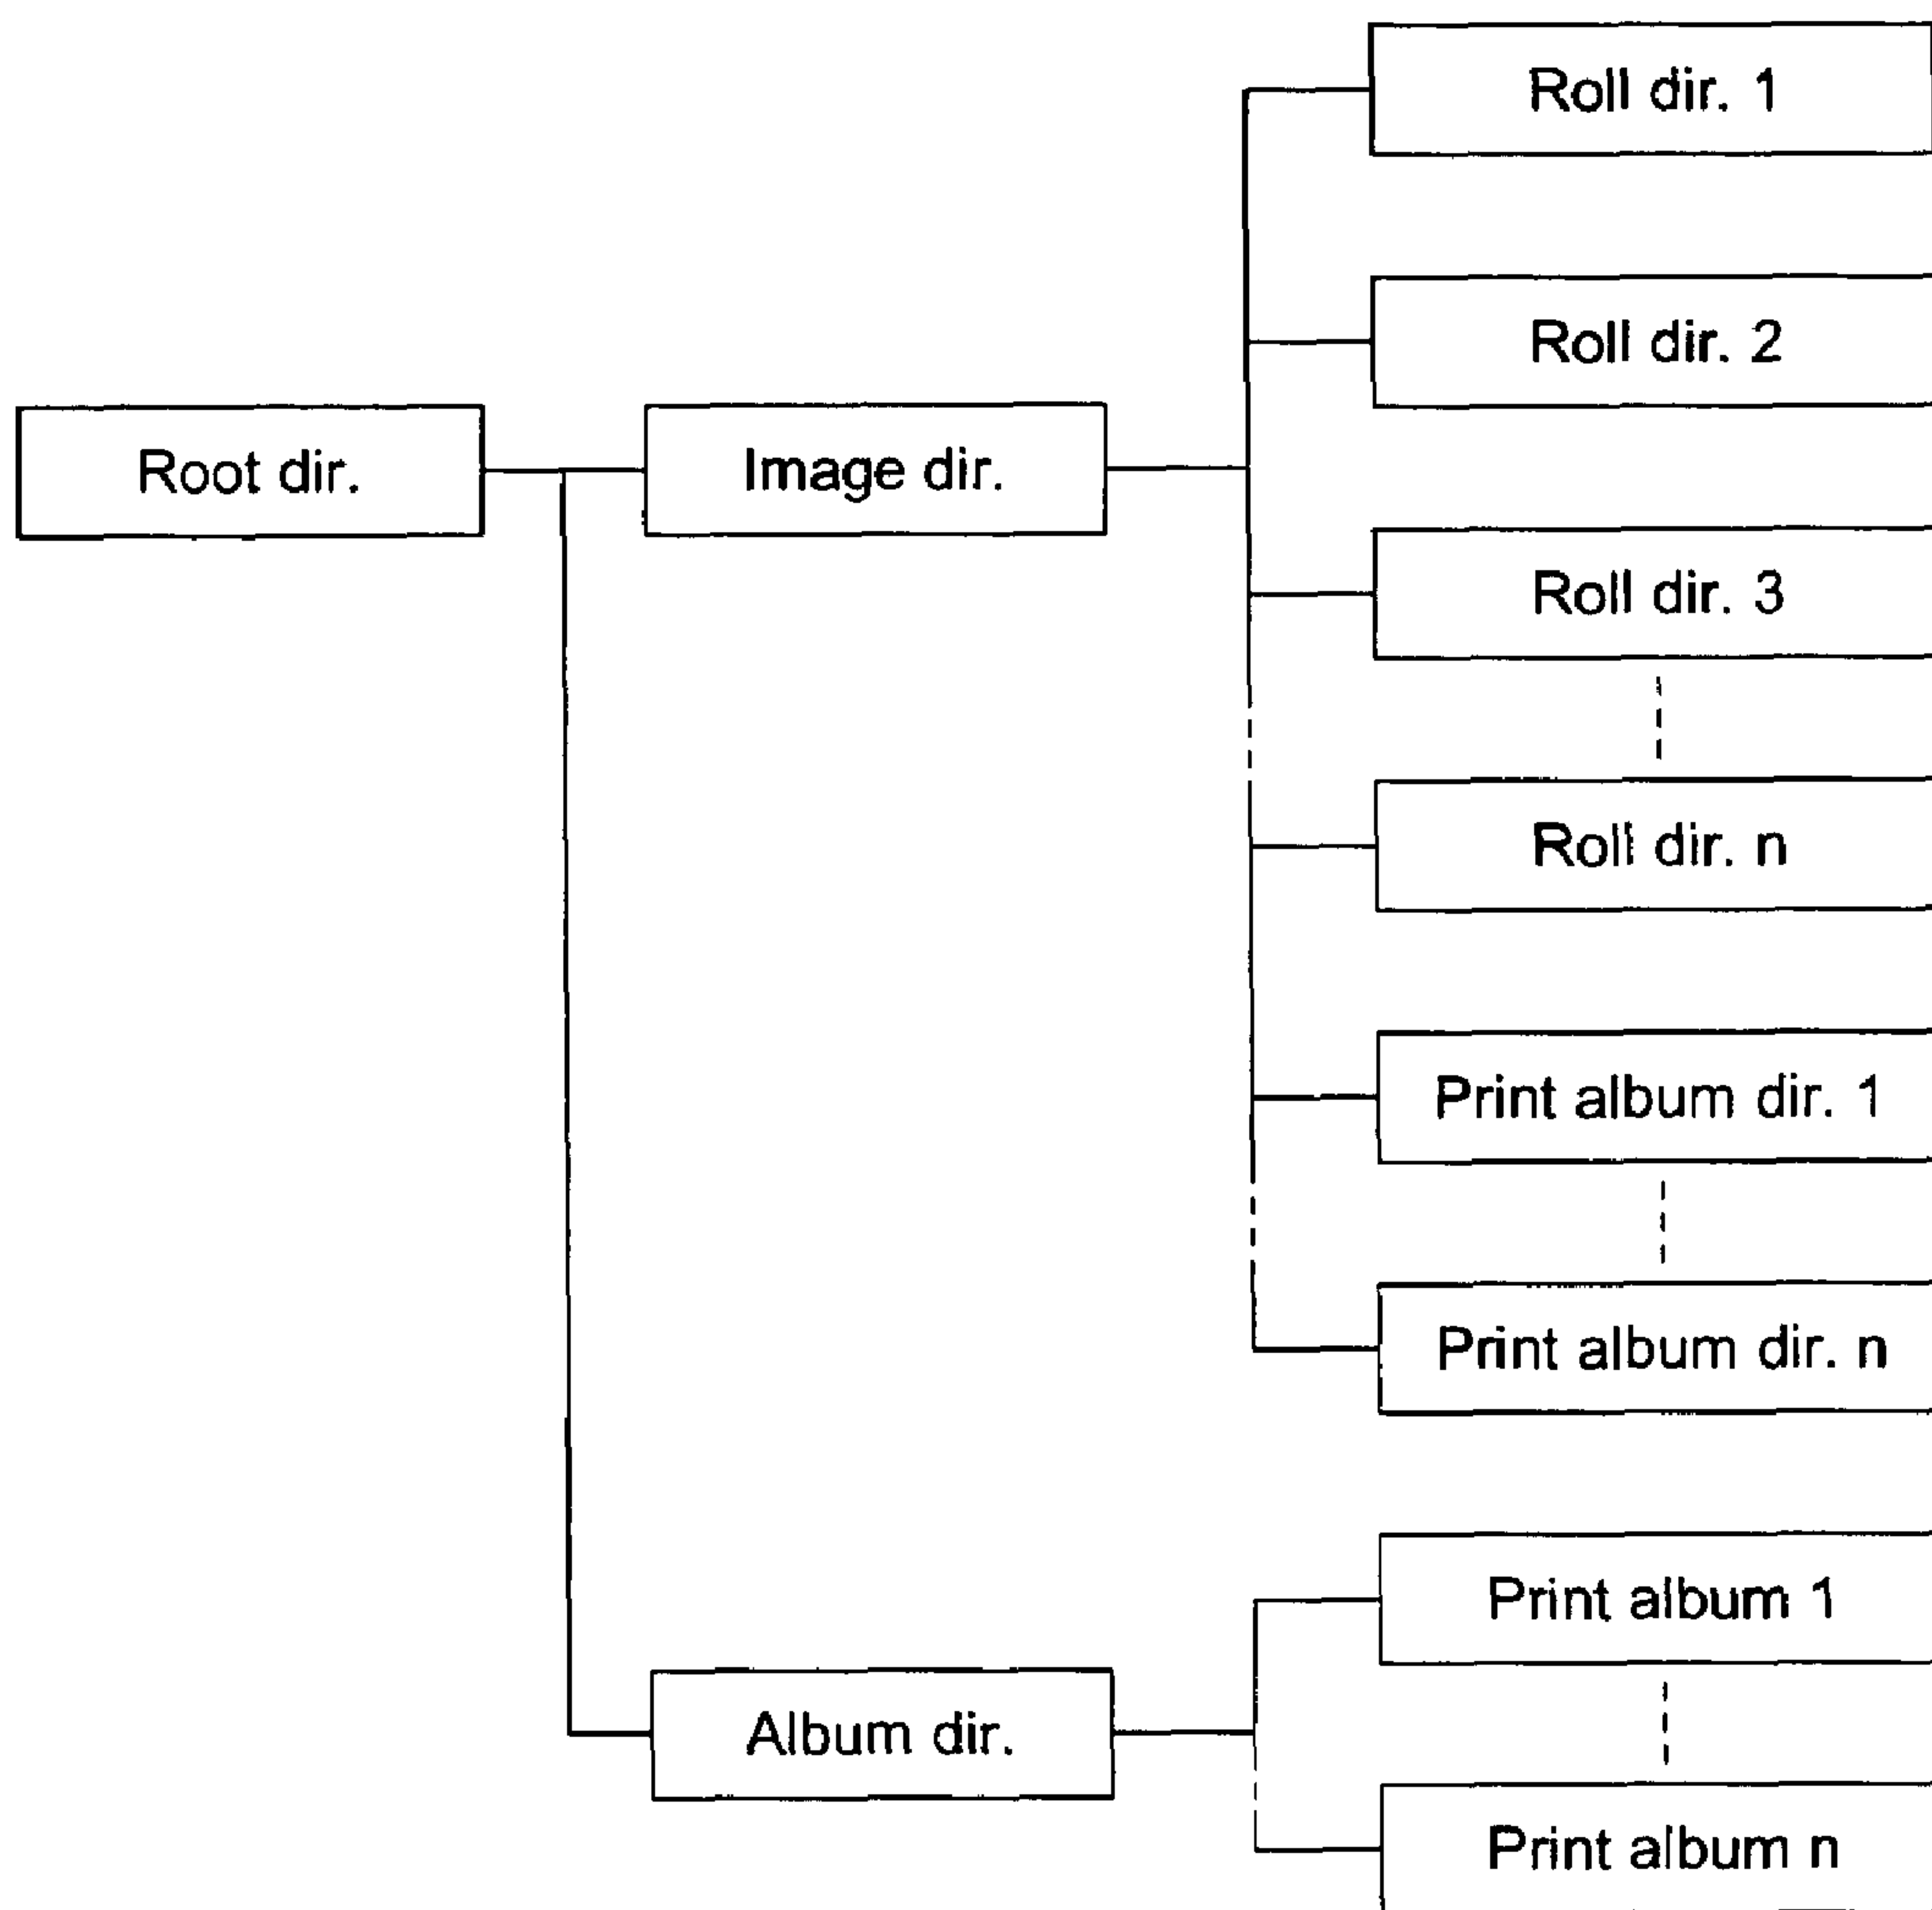 Roll dir. 1
Roll dir. 2
Root dir.
Image dir.
Roll dir. 3
Roll dir. n
Print album dir. 1
Print album dir. n
Print album 1
Album dir.
Print album n